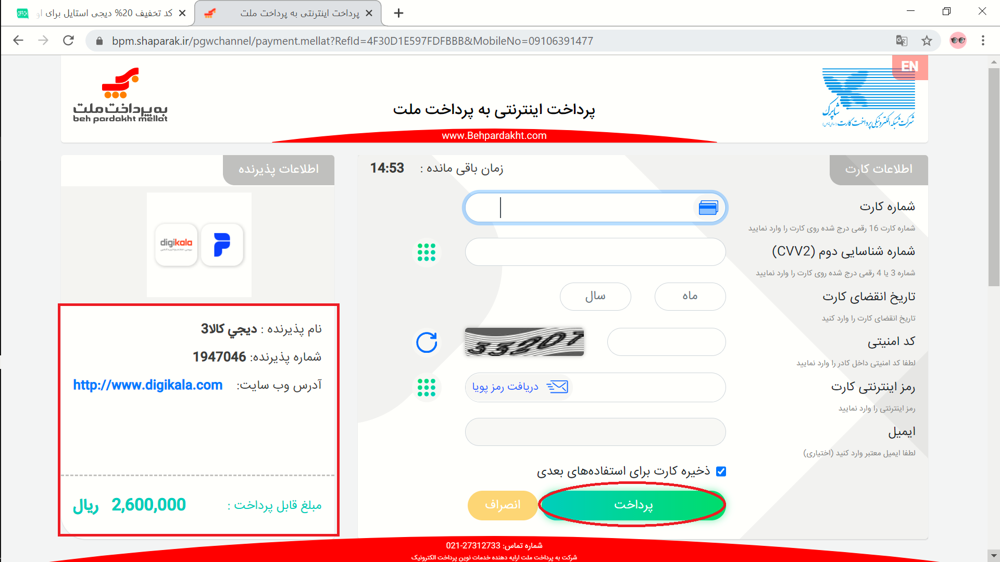 کد تخفیف 20% دیجی استایل برای او
پرداخت اینترنتی به پرداخت ملت
bpm.shaparak.ir/pgwchannel/payment.mellat?RefId=4F30D1E597FDFBBB&MobileNo=09106391477
EN
به پرداخت ملت
beh pardakht mellat
پرداخت اینترنتی به پرداخت ملت
www.Behpardakht.com
شاپرک
شرکت شبکه الکترونیکی پرداخت کارت (سهامی خاص)
اطلاعات کارت
زمان باقی مانده : 14:53
شماره کارت
شماره کارت 16 رقمی درج شده روی کارت را وارد نمایید
شماره شناسایی دوم (CVV2)
شماره 3 یا 4 رقمی درج شده روی کارت را وارد نمایید
تاریخ انقضای کارت
ماه
سال
تاریخ انقضای کارت را وارد کنید
کد امنیتی
33207
لطفا کد امنیتی داخل کادر را وارد نمایید
رمز اینترنتی کارت
دریافت رمز پویا
رمز اینترنتی را وارد نمایید
ایمیل
لطفا ایمیل معتبر وارد کنید (اختیاری)
ذخیره کارت برای استفاده‌های بعدی
پرداخت
انصراف
اطلاعات پذیرنده
digikala
نام پذیرنده : ديجي کالا3
شماره پذیرنده: 1947046
آدرس وب سایت: http://www.digikala.com
مبلغ قابل پرداخت : 2,600,000 ریال
شماره تماس: 27312733-021
شرکت به پرداخت ملت ارایه دهنده خدمات نوین پرداخت الکترونیک